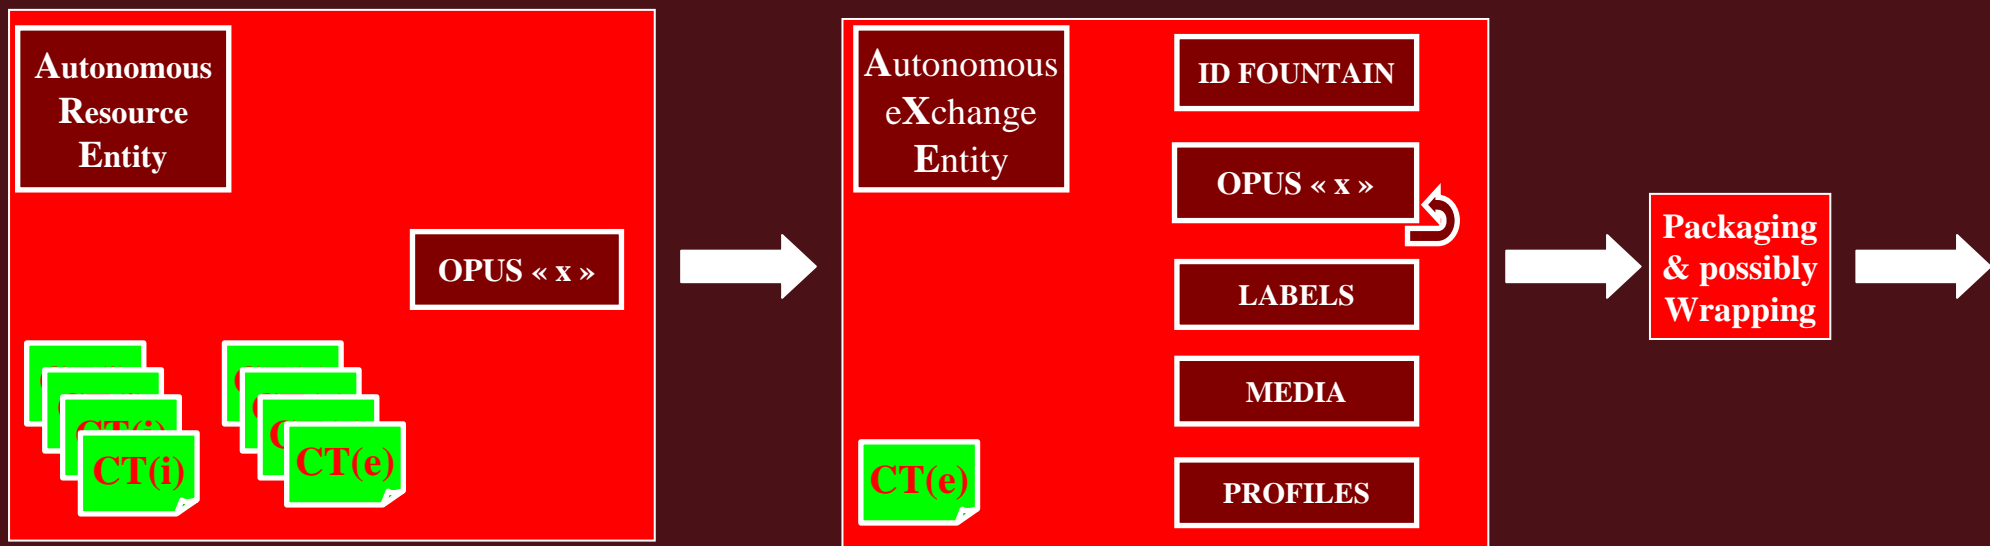 Autonomous
Resource
Entity
OPUS « x »
CT(i)
CT(i)
CT(e)
Autonomous
eXchange
Entity
CT(e)
ID FOUNTAIN
OPUS « x »
LABELS
MEDIA
PROFILES
Packaging
& possibly
Wrapping